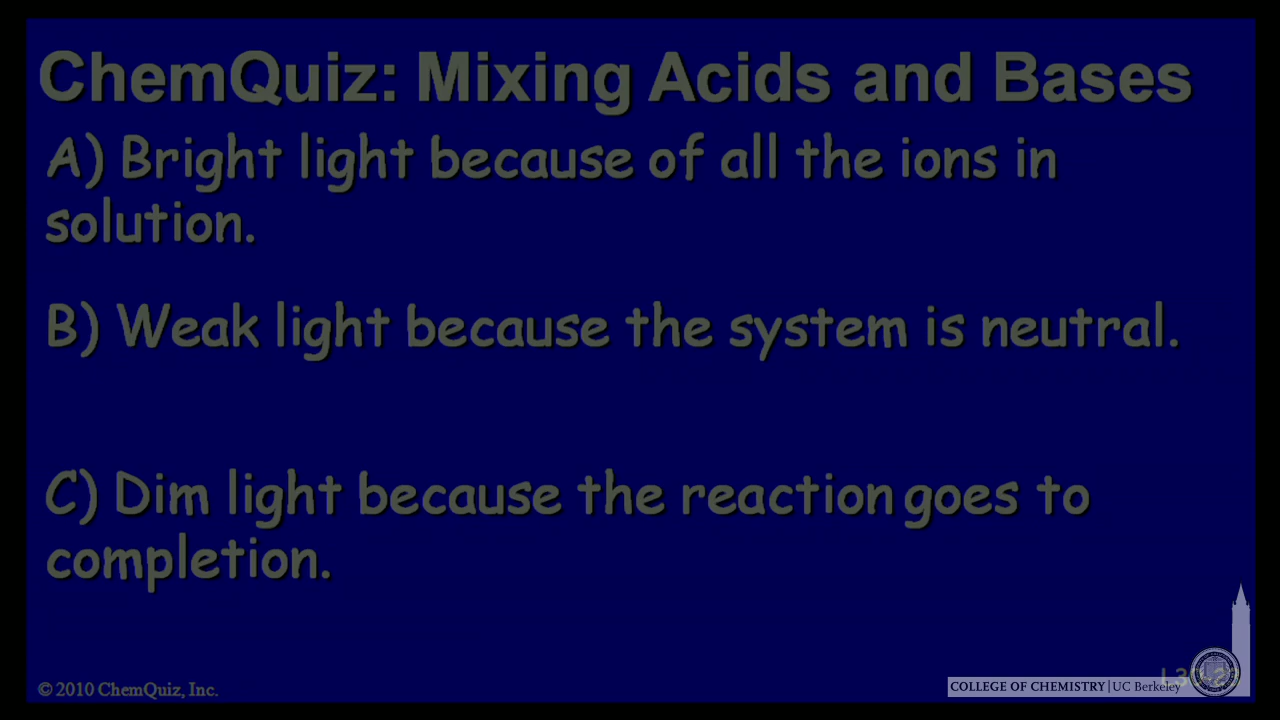 ChemQuiz: Mixing Acids and Bases
A) Bright light because of all the ions in
solution.
B) Weak light because the system is neutral.
C) Dim light because the reaction goes to
completion.
© 2010 ChemQuiz, Inc.
COLLEGE OF CHEMISTRY | UC Berkeley